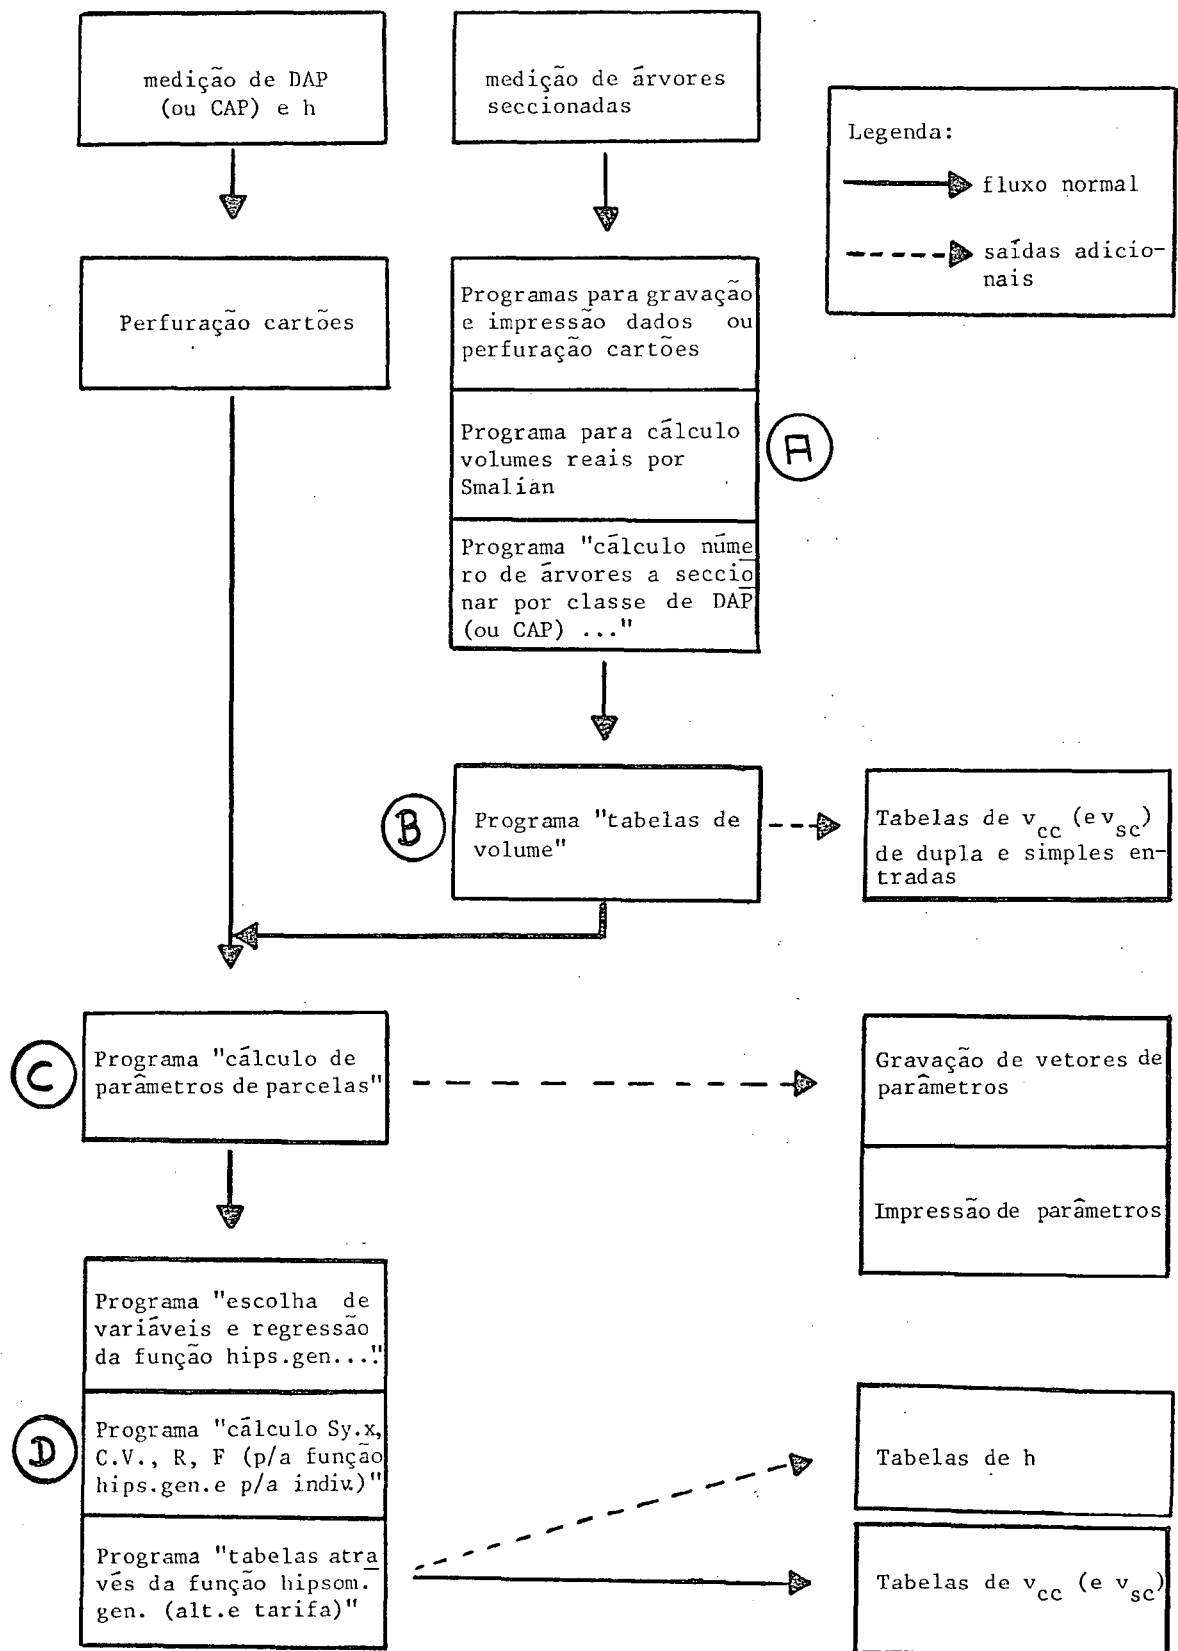 medição de DAP
(ou CAP) e h
medição de árvores
seccionadas
Legenda:
fluxo normal
saídas adicio-
nais
Perfuração cartões
Programas para gravação
e impressão dados ou
perfuração cartões
Programa para cálculo
volumes reais por
Smalian
A
Programa "cálculo núme
ro de árvores a seccio
nar por classe de DAP
(ou CAP) ..."
B
Programa "tabelas de
volume"
Tabelas de vcc (e vsc)
de dupla e simples en-
tradas
C
Programa "cálculo de
parâmetros de parcelas"
Gravação de vetores de
parâmetros
Impressão de parâmetros
Programa "escolha de
variáveis e regressão
da função hips.gen..."
D
Programa "cálculo Sy.x,
C.V., R, F (p/a função
hips.gen.e p/a indiv.)"
Programa "tabelas atra
vés da função hipsom.
gen. (alt.e tarifa)"
Tabelas de h
Tabelas de vcc (e vsc)